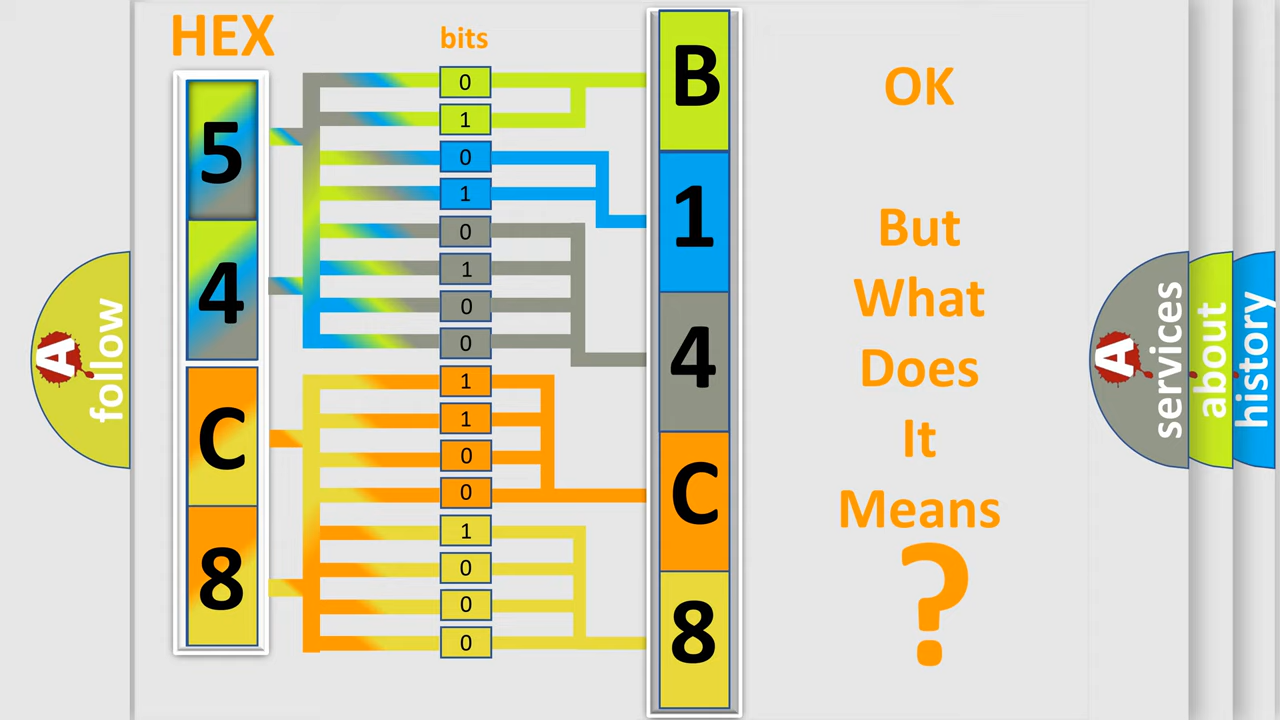 HEX
bits
5
4
C
8
0
1
0
1
0
1
0
0
1
1
0
0
1
0
0
0
B
1
4
C
8
OK
But
What
Does
It
Means
?
A
follow
A
services
about
history